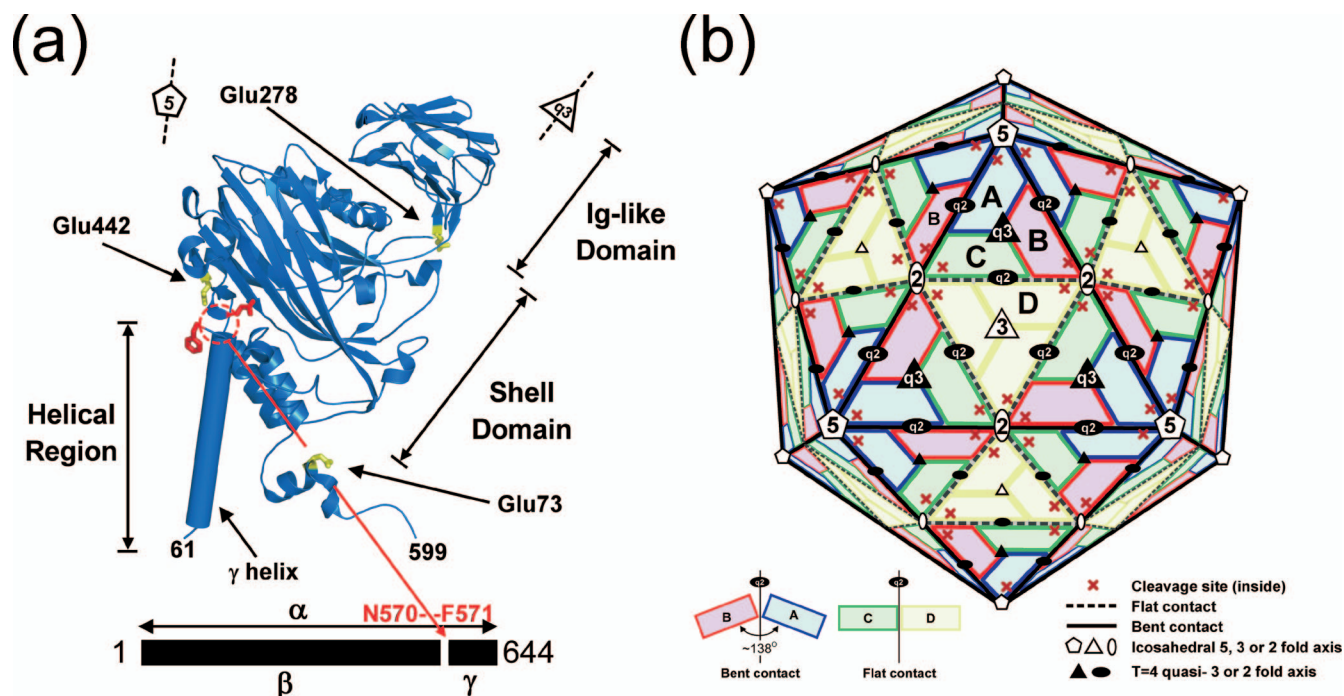 (a)
5
Glu278
q3
Ig-like
Domain
Glu442
Helical
Region
Shell
Domain
Glu73
61
γ helix
599
N570- -F571
α
1
644
β
γ
(b)
5
A
q2
q2
B
q3
B
C
2
q2
2
D
3
q2
q2
q2
q2
q3
q3
5
q2
2
q2
5
q2
q2
B
A
C
D
~138°
Bent contact
Flat contact
Cleavage site (inside)
Flat contact
Bent contact
Icosahedral 5, 3 or 2 fold axis
T=4 quasi- 3 or 2 fold axis